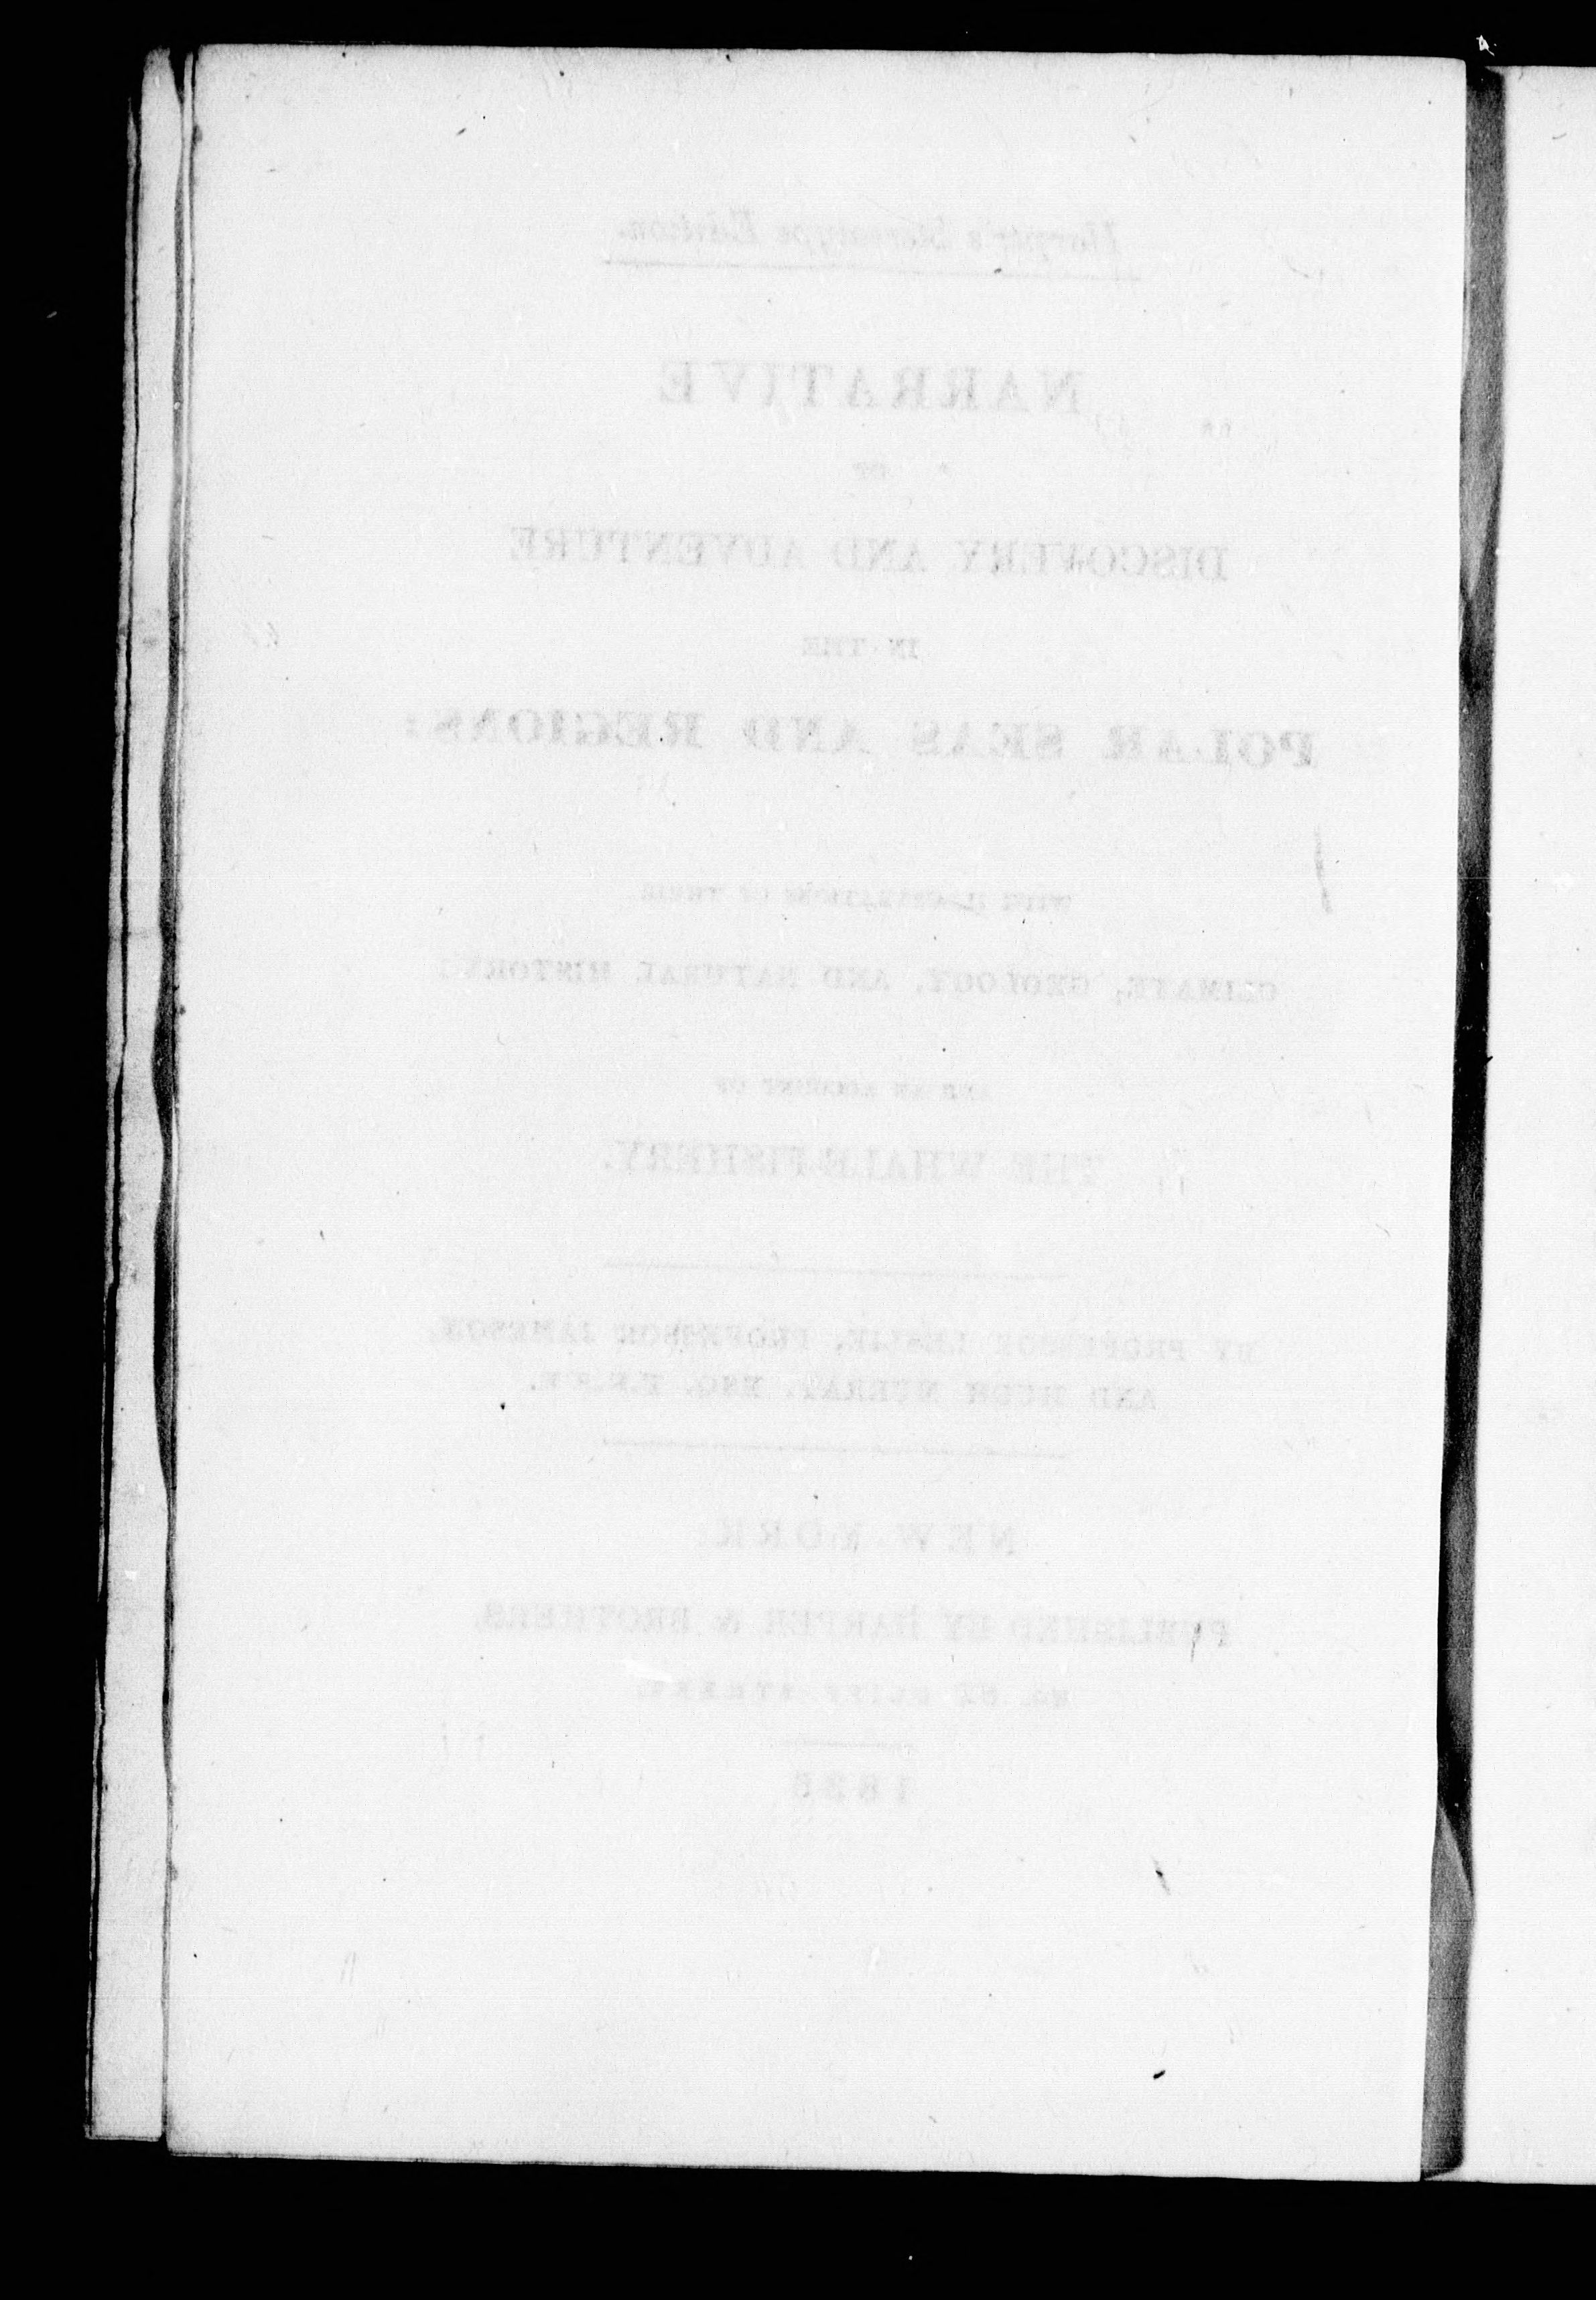 Harper's Stereotype Edition.
NARRATIVE
OF
DISCOVERY AND ADVENTURE
IN THE
POLAR SEAS AND REGIONS:
WITH ILLUSTRATIONS OF THEIR
CLIMATE, GEOLOGY, AND NATURAL HISTORY:
AND AN ACCOUNT OF
THE WHALE-FISHERY.
BY PROFESSOR LESLIE, PROFESSOR JAMESON,
AND HUGH MURRAY, ESQ. F.R.S.E.
NEW YORK:
PUBLISHED BY HARPER & BROTHERS,
NO. 82 CLIFF-STREET.